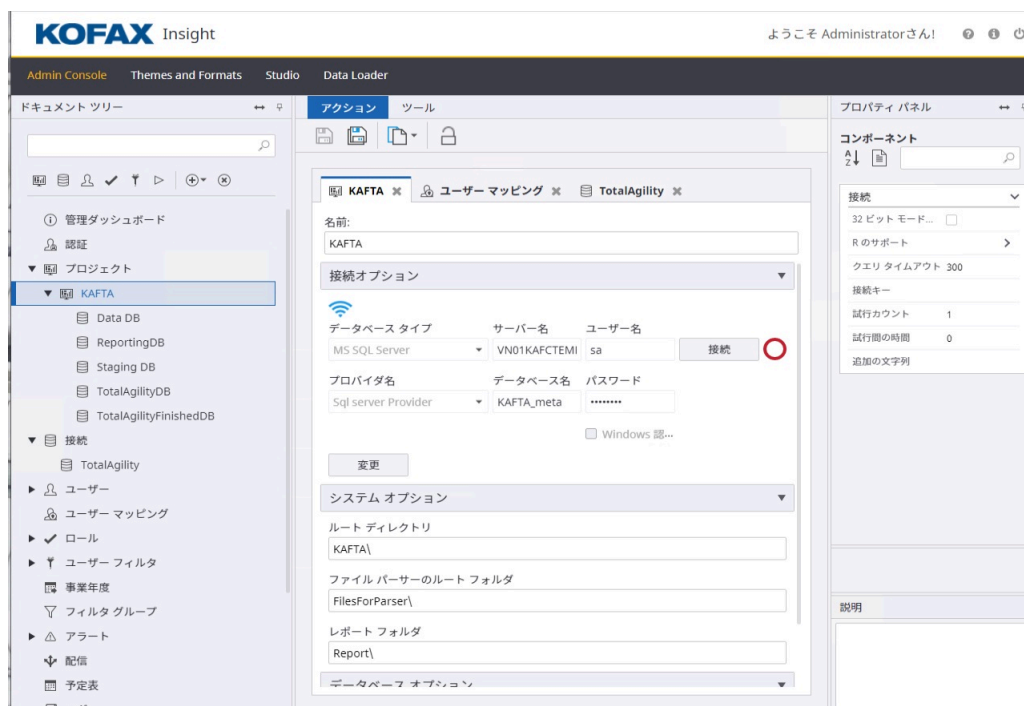 KOFAX Insight
ようこそ Administratorさん!
Admin Console Themes and Formats Studio Data Loader
ドキュメント ツリー
管理ダッシュボード
認証
プロジェクト
KAFTA
Data DB
ReportingDB
Staging DB
TotalAgilityDB
TotalAgilityFinishedDB
接続
TotalAgility
ユーザー
ユーザー マッピング
ロール
ユーザー フィルタ
事業年度
フィルタ グループ
アラート
配信
予定表
アクション ツール
KAFTA ユーザー マッピング TotalAgility
名前:
KAFTA
接続オプション
データベース タイプ サーバー名 ユーザー名
MS SQL Server VN01KAFCTEMI sa 接続
プロバイダ名 データベース名 パスワード
Sql server Provider KAFTA_meta ••••••••
Windows 認...
変更
システム オプション
ルート ディレクトリ
KAFTA\
ファイル パーサーのルート フォルダ
FilesForParser\
レポート フォルダ
Report\
データベース オプション
プロパティ パネル
コンポーネント
接続
32 ビット モード...
R のサポート
クエリ タイムアウト 300
接続キー
試行カウント 1
試行間の時間 0
追加の文字列
説明